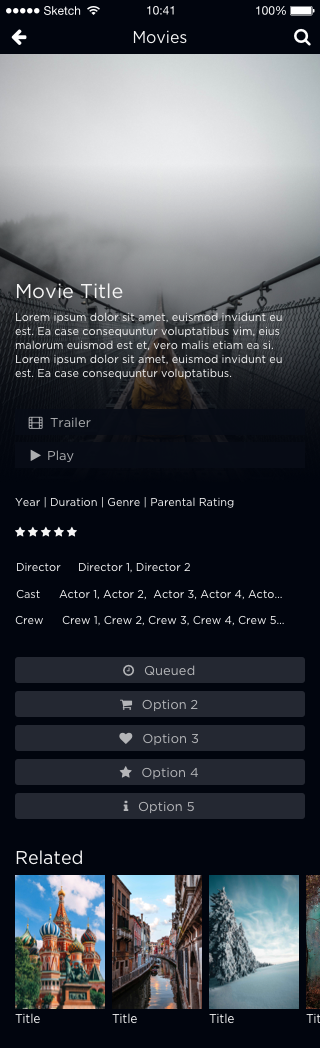 Sketch 10:41 100%
Movies
Movie Title
Lorem ipsum dolor sit amet, euismod invidunt eu
est. Ea case consequuntur voluptatibus vim, eius
malorum euismod est et, vero malis etiam ea si.
Lorem ipsum dolor sit amet, euismod invidunt eu
est. Ea case consequuntur voluptatibus.
Trailer
Play
Year | Duration | Genre | Parental Rating
Director Director 1, Director 2
Cast Actor 1, Actor 2, Actor 3, Actor 4, Acto...
Crew Crew 1, Crew 2, Crew 3, Crew 4, Crew 5...
Queued
Option 2
Option 3
Option 4
Option 5
Related
Title Title Title